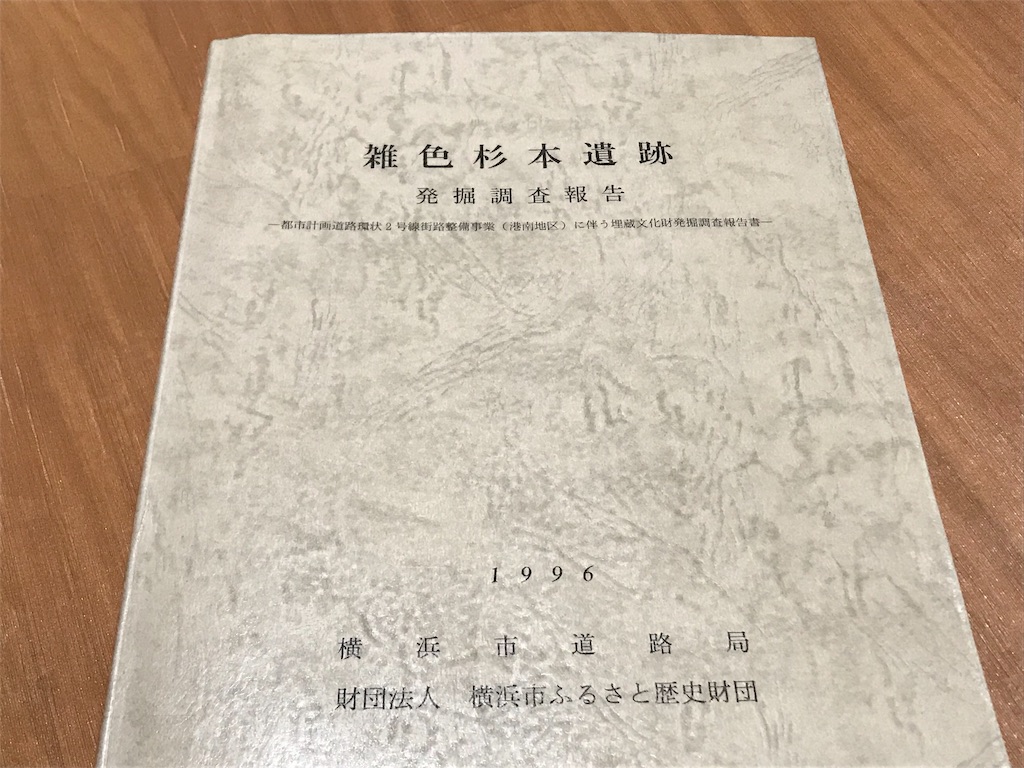 雑色杉本遺跡
発掘調査報告
―都市計画道路環状2号線街路整備事業(港南地区)に伴う埋蔵文化財発掘調査報告書―
1996
横浜市道路局
財団法人 横浜市ふるさと歴史財団